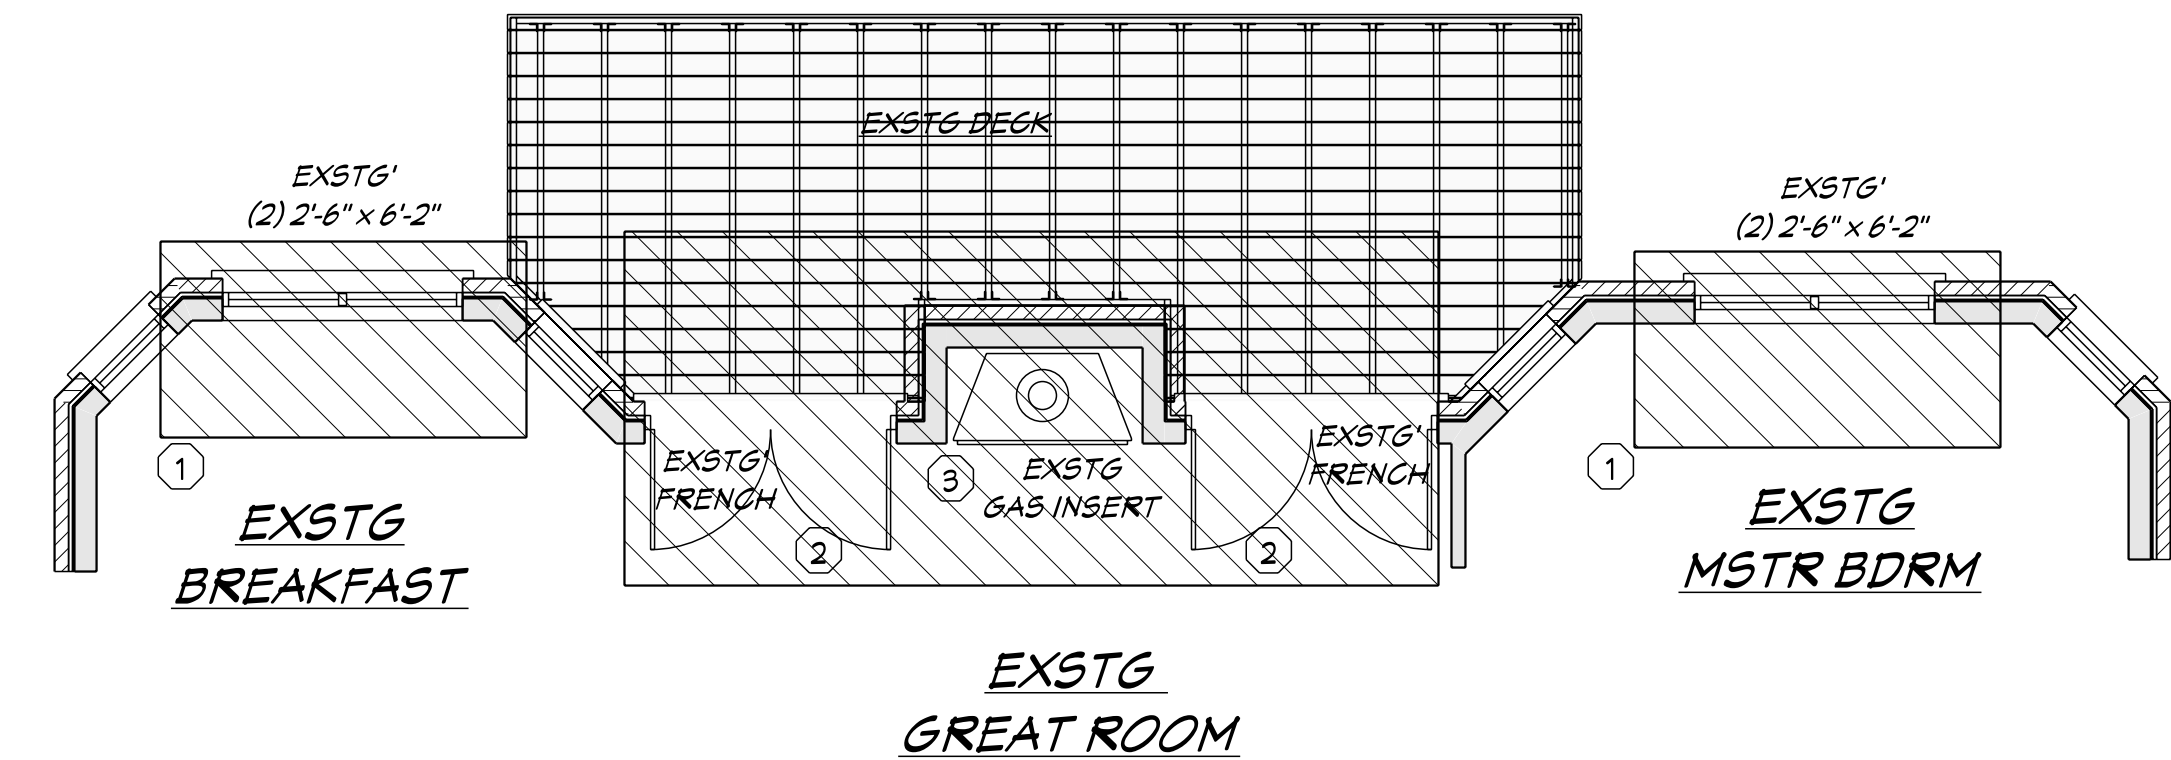 EXSTG DECK
EXSTG'
(2) 2'-6" x 6'-2"
EXSTG'
(2) 2'-6" x 6'-2"
1
EXSTG
BREAKFAST
EXSTG'
FRENCH
2
3
EXSTG
GAS INSERT
2
EXSTG'
FRENCH
1
EXSTG
MSTR BDRM
EXSTG
GREAT ROOM